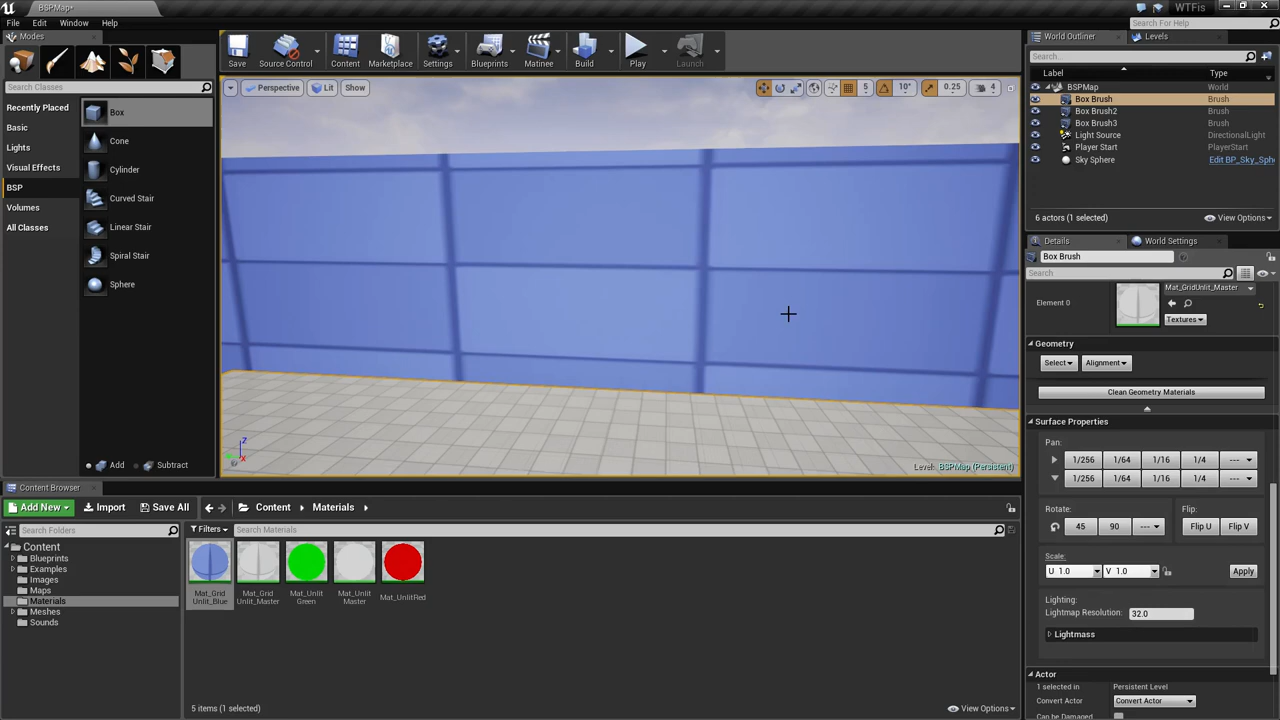 BSPMap*
WTFis
File Edit Window Help
Search For Help
Modes
World Outliner Levels
Search Classes
Save Source Control Content Marketplace Settings Blueprints Matinee Build Play Launch
Search...
Label Type
BSPMap World
Box Brush Brush
Box Brush2 Brush
Box Brush3 Brush
Light Source DirectionalLight
Player Start PlayerStart
Sky Sphere Edit BP_Sky_Sph
6 actors (1 selected) View Options
Recently Placed
Basic
Lights
Visual Effects
BSP
Volumes
All Classes
Box
Cone
Cylinder
Curved Stair
Linear Stair
Spiral Stair
Sphere
Add Subtract
Perspective Lit Show
5 10° 0.25 4
Level: BSPMap (Persistent)
Z
X
Details World Settings
Box Brush
Search
Element 0
Mat_GridUnlit_Master
Textures
Geometry
Select Alignment
Clean Geometry Materials
Surface Properties
Pan:
1/256 1/64 1/16 1/4 ---
1/256 1/64 1/16 1/4 ---
Rotate: Flip:
45 90 --- Flip U Flip V
Scale:
U 1.0 V 1.0 Apply
Lighting:
Lightmap Resolution: 32.0
Lightmass
Actor
1 selected in Persistent Level
Convert Actor Convert Actor
Can be Damaged
Content Browser
Add New Import Save All Content Materials
Search Folders
Filters Search Materials
Content
Blueprints
Examples
Images
Maps
Materials
Meshes
Sounds
Mat_Grid
Unlit_Blue
Mat_Grid
Unlit_Master
Mat_Unlit
Green
Mat_Unlit
Master
Mat_UnlitRed
5 items (1 selected) View Options